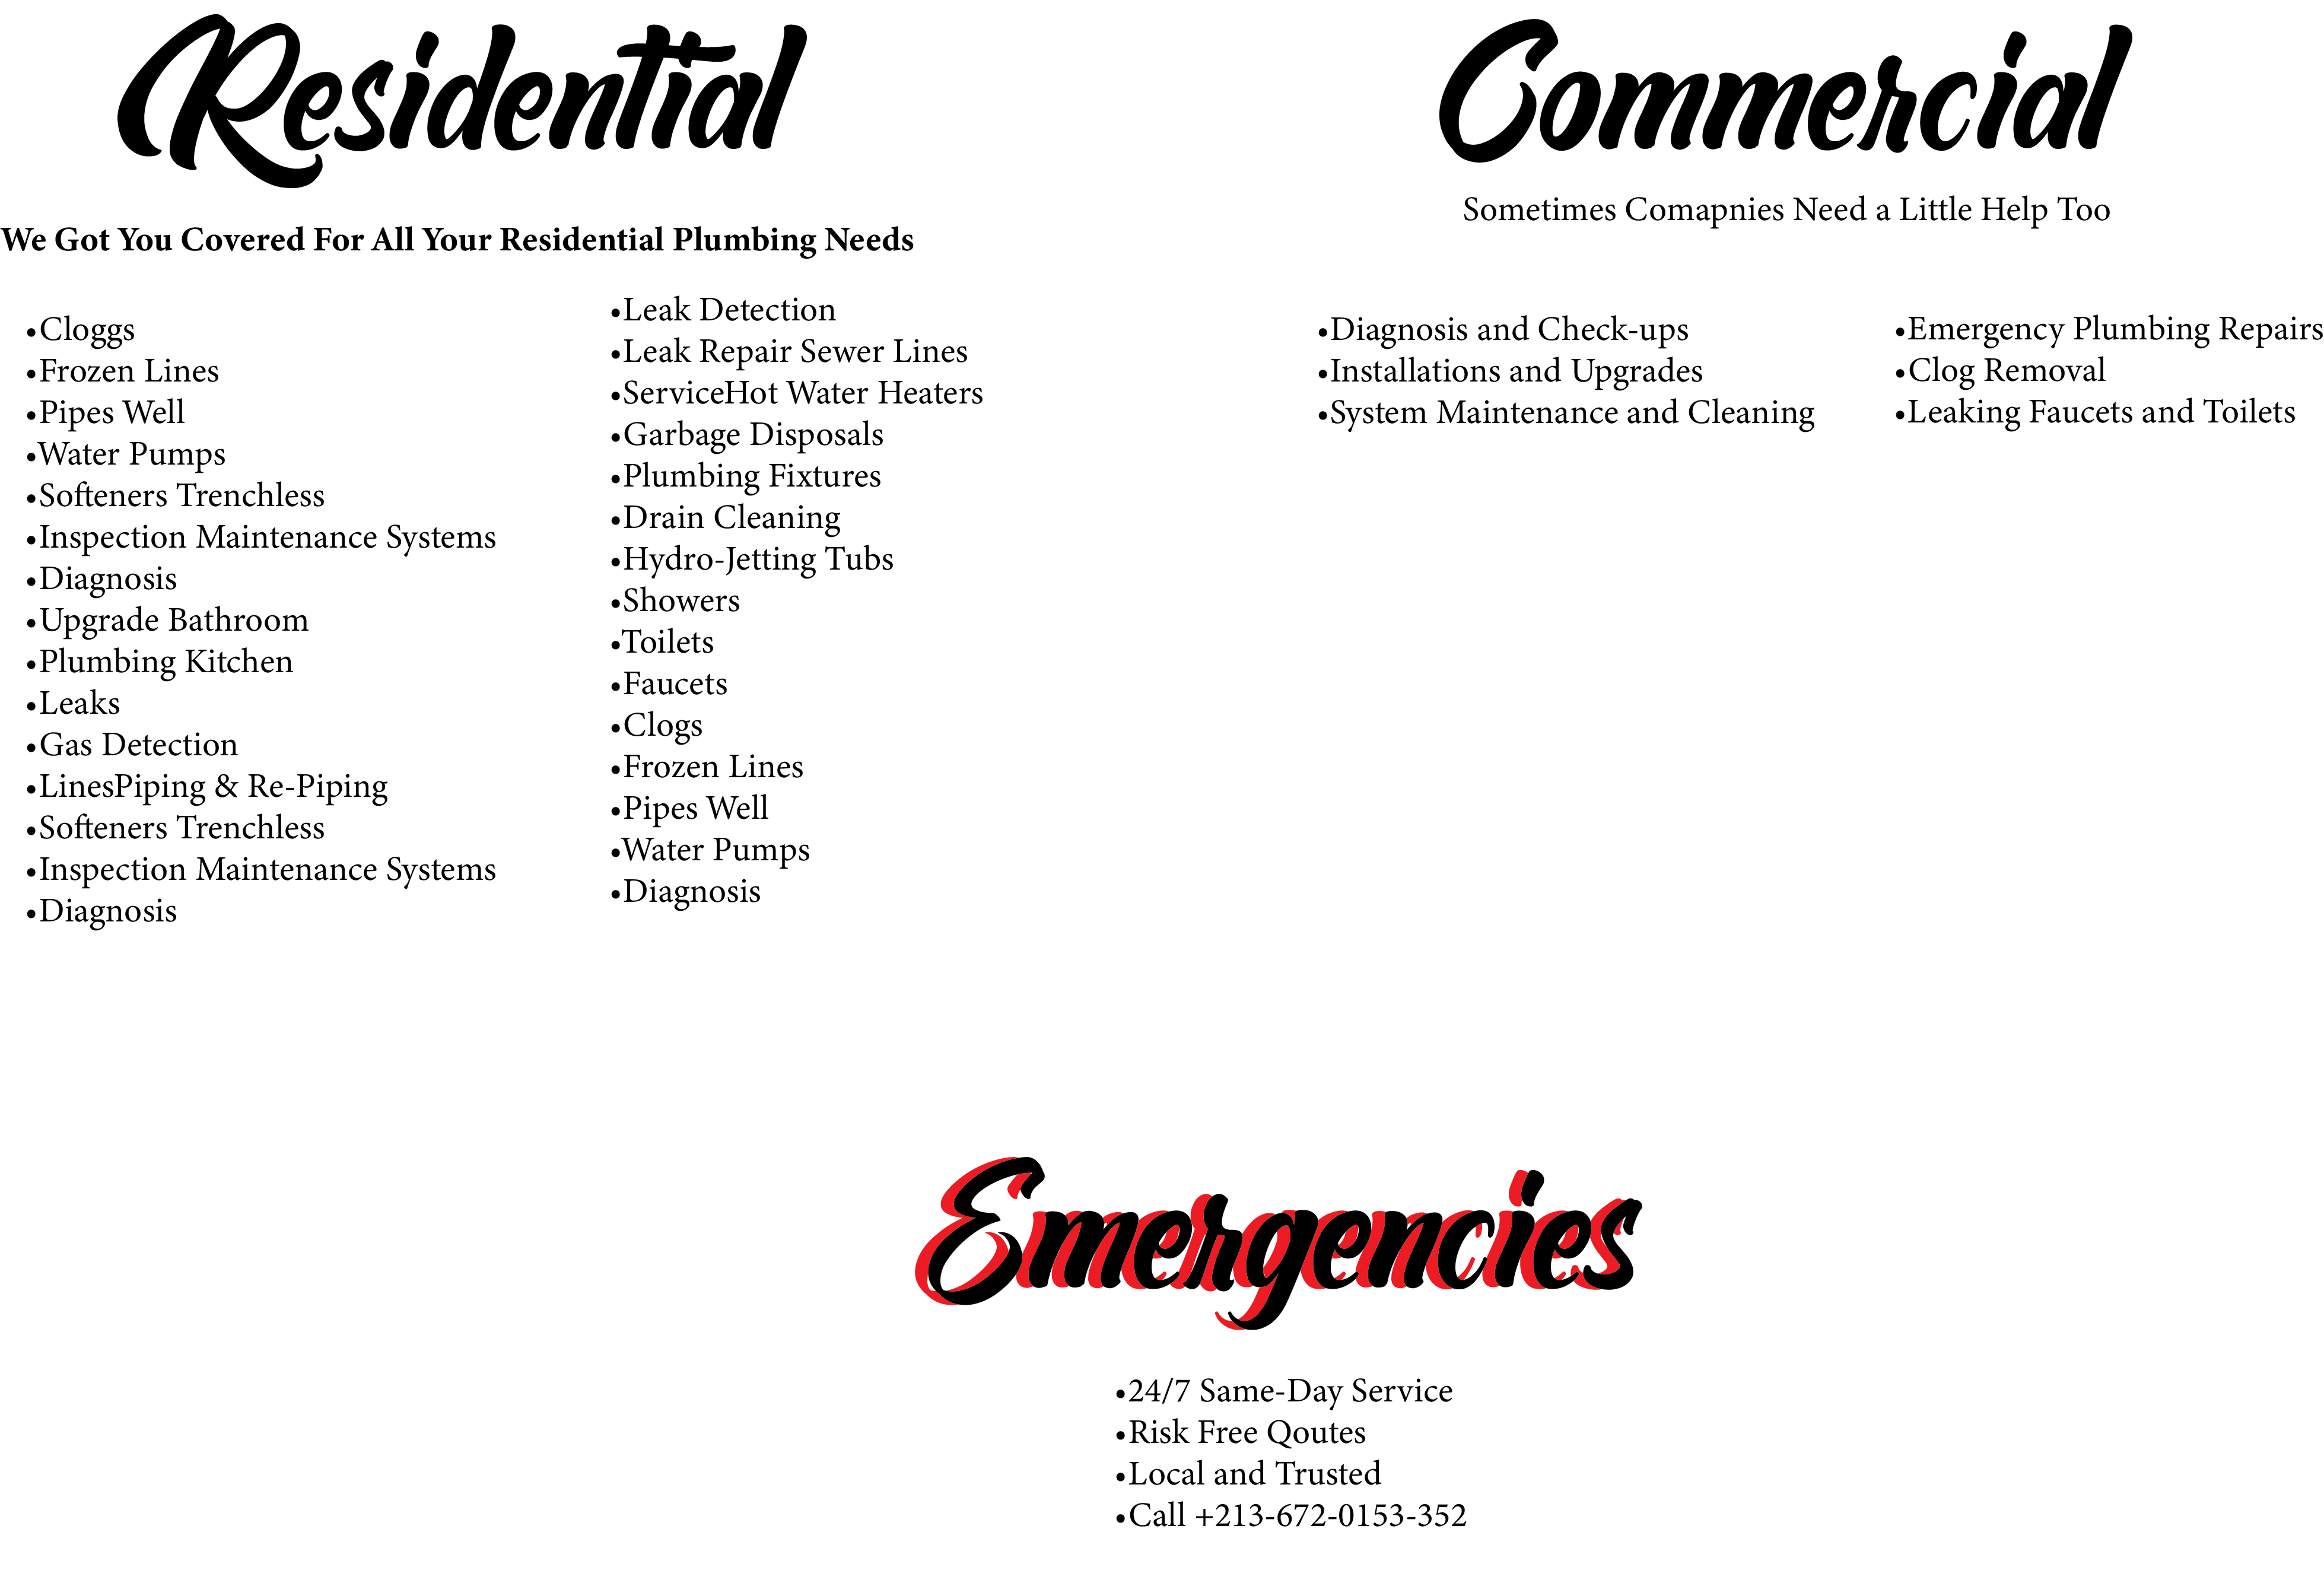 Residential
We Got You Covered For All Your Residential Plumbing Needs
•Cloggs
•Frozen Lines
•Pipes Well
•Water Pumps
•Softeners Trenchless
•Inspection Maintenance Systems
•Diagnosis
•Upgrade Bathroom
•Plumbing Kitchen
•Leaks
•Gas Detection
•LinesPiping & Re-Piping
•Softeners Trenchless
•Inspection Maintenance Systems
•Diagnosis
•Leak Detection
•Leak Repair Sewer Lines
•ServiceHot Water Heaters
•Garbage Disposals
•Plumbing Fixtures
•Drain Cleaning
•Hydro-Jetting Tubs
•Showers
•Toilets
•Faucets
•Clogs
•Frozen Lines
•Pipes Well
•Water Pumps
•Diagnosis
Commercial
Sometimes Comapnies Need a Little Help Too
•Diagnosis and Check-ups
•Installations and Upgrades
•System Maintenance and Cleaning
•Emergency Plumbing Repairs
•Clog Removal
•Leaking Faucets and Toilets
Emergencies
•24/7 Same-Day Service
•Risk Free Qoutes
•Local and Trusted
•Call +213-672-0153-352